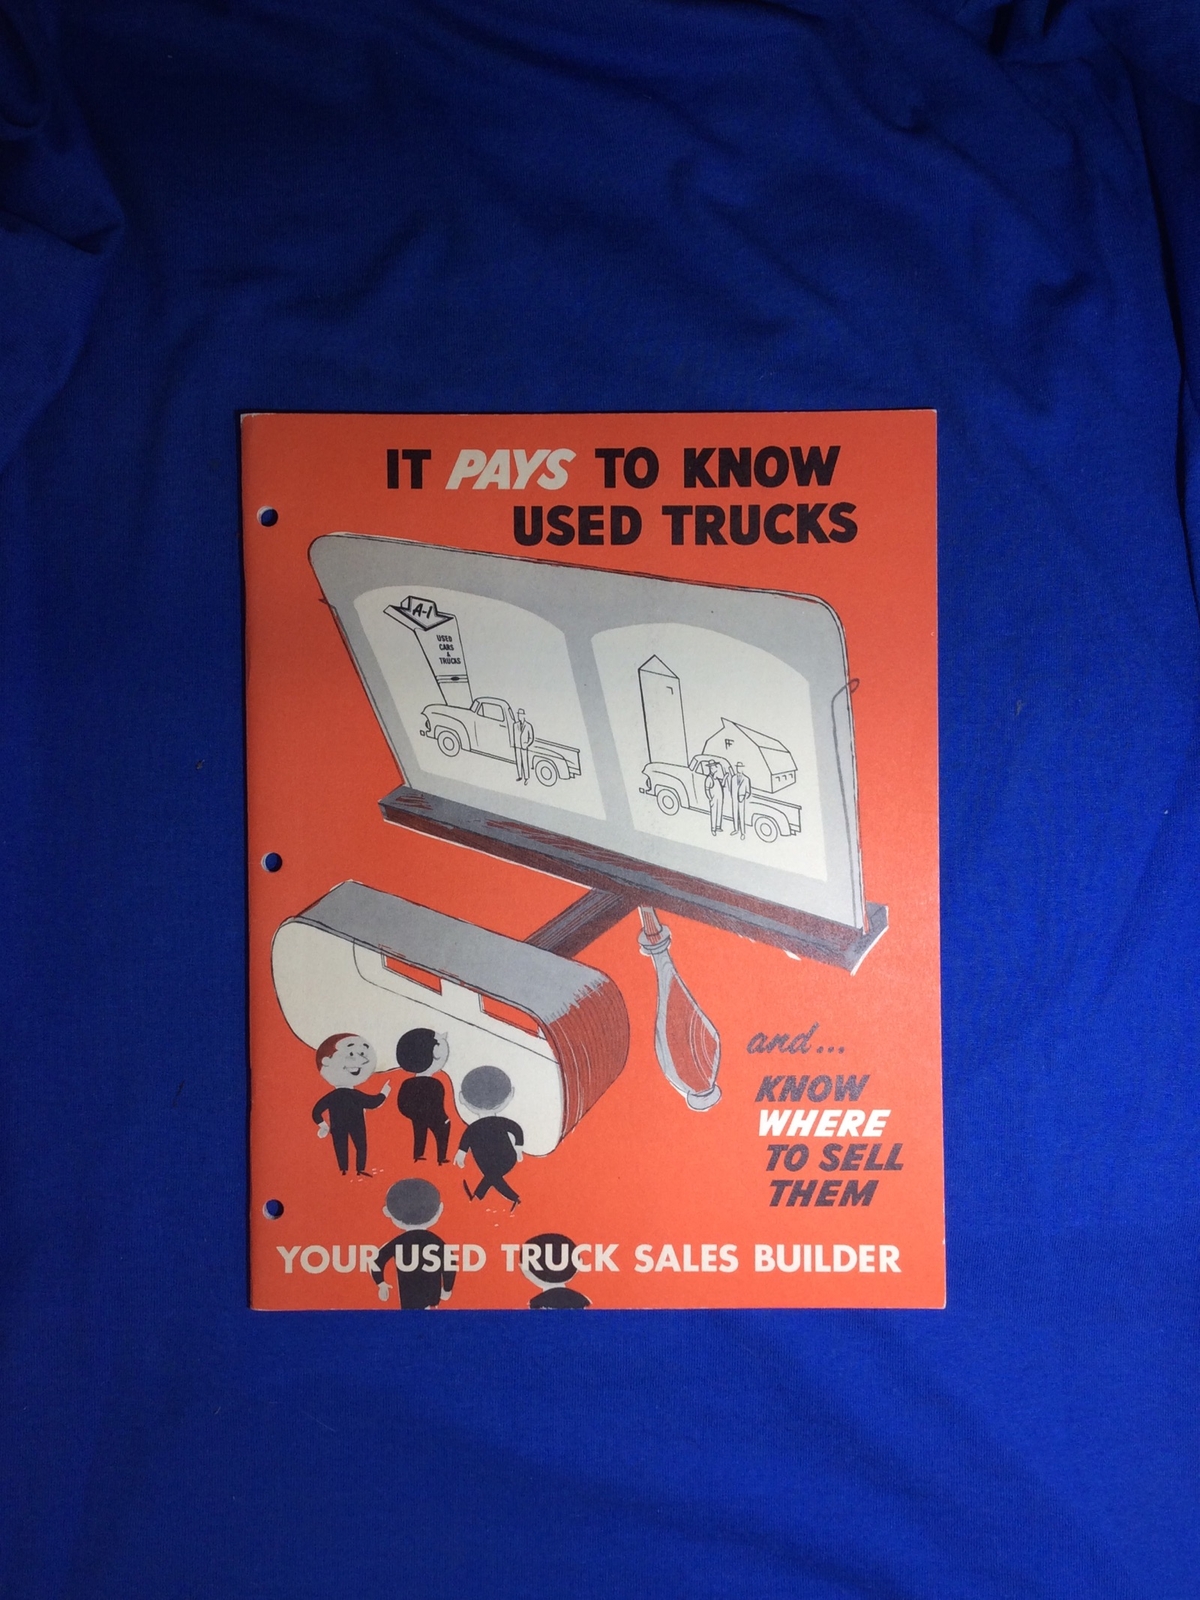 IT PAYS TO KNOW
USED TRUCKS
A-1
USED
CARS
&
TRUCKS
and...
KNOW
WHERE
TO SELL
THEM
YOUR USED TRUCK SALES BUILDER